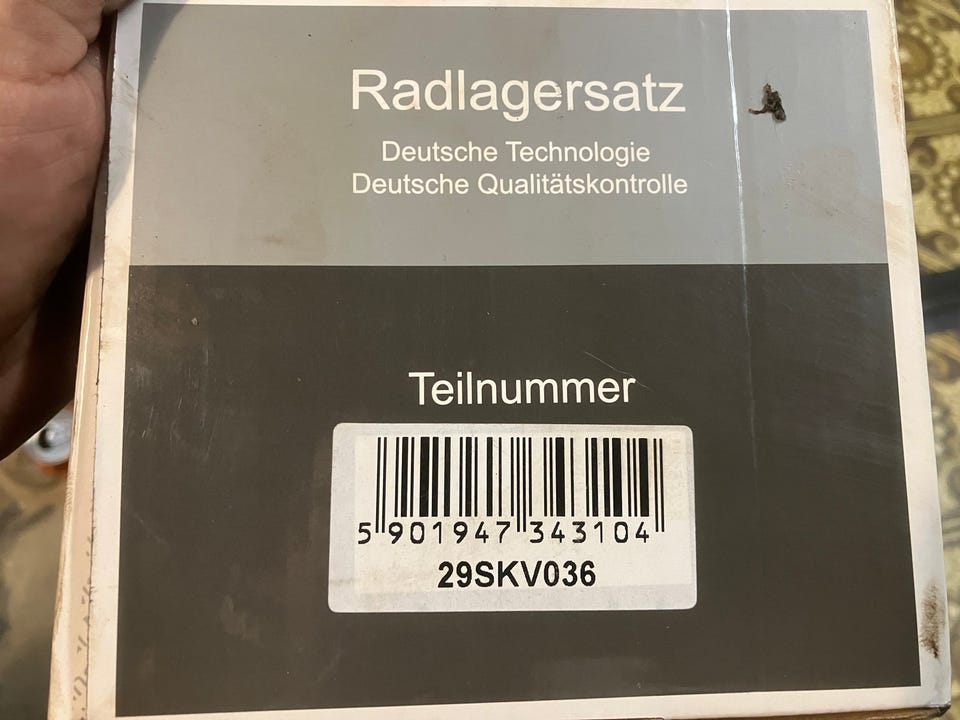 Radlagersatz
Deutsche Technologie
Deutsche Qualitätskontrolle
Teilnummer
5 901947 343104
29SKV036